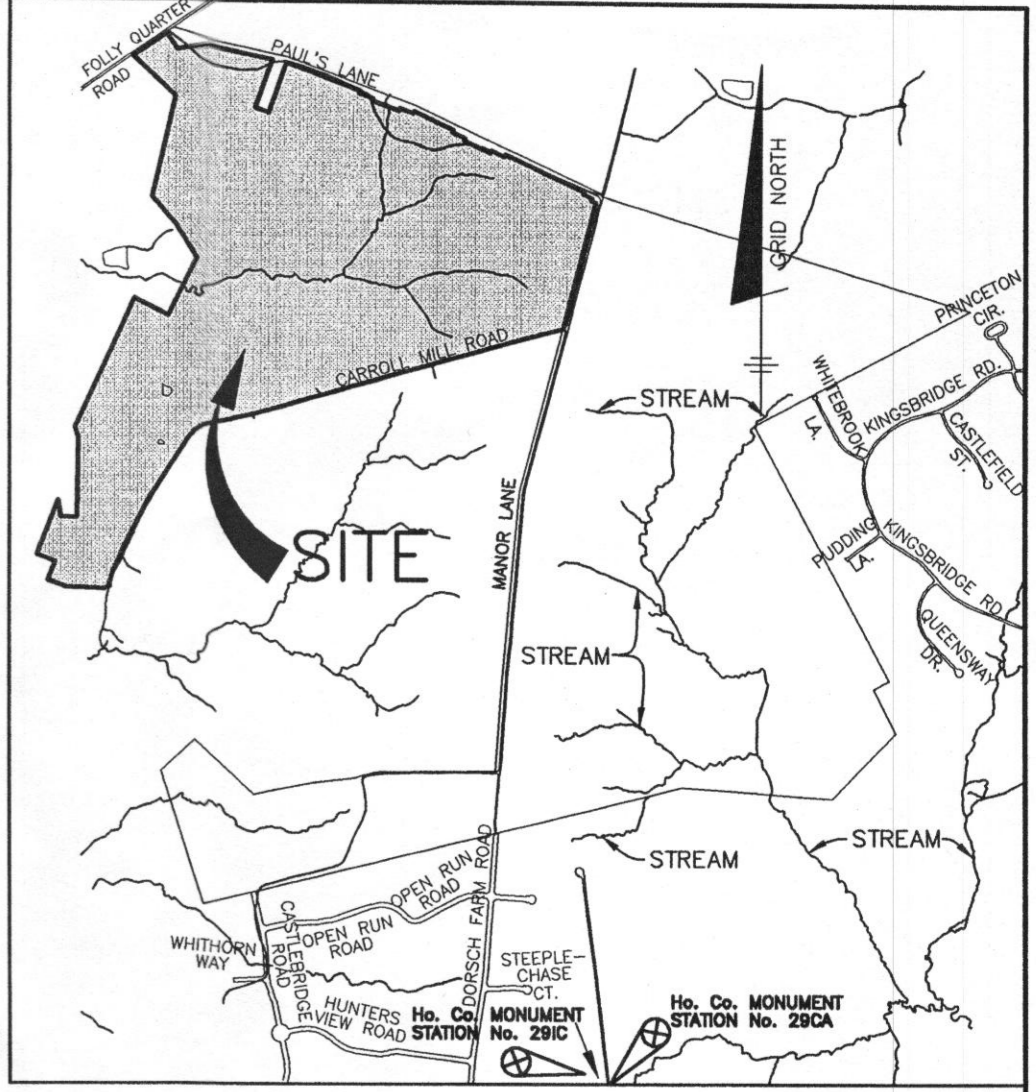 FOLLY QUARTER
ROAD
PAUL'S LANE
GRID NORTH
PRINCETON
CIR.
CARROLL MILL ROAD
WHITEBROOK
LA.
KINGSBRIDGE RD.
CASTLEFIELD
ST.
STREAM
MANOR LANE
SITE
PUDDING
LA.
KINGSBRIDGE RD.
QUEENSWAY
DR.
STREAM
STREAM
STREAM
OPEN RUN
ROAD
DORSCH FARM ROAD
OPEN RUN
ROAD
CASTLEBRIDGE
ROAD
WHITHORN
WAY
STEEPLE-
CHASE
CT.
HUNTERS
VIEW ROAD
Ho. Co. MONUMENT
STATION No. 29IC
Ho. Co. MONUMENT
STATION No. 29CA